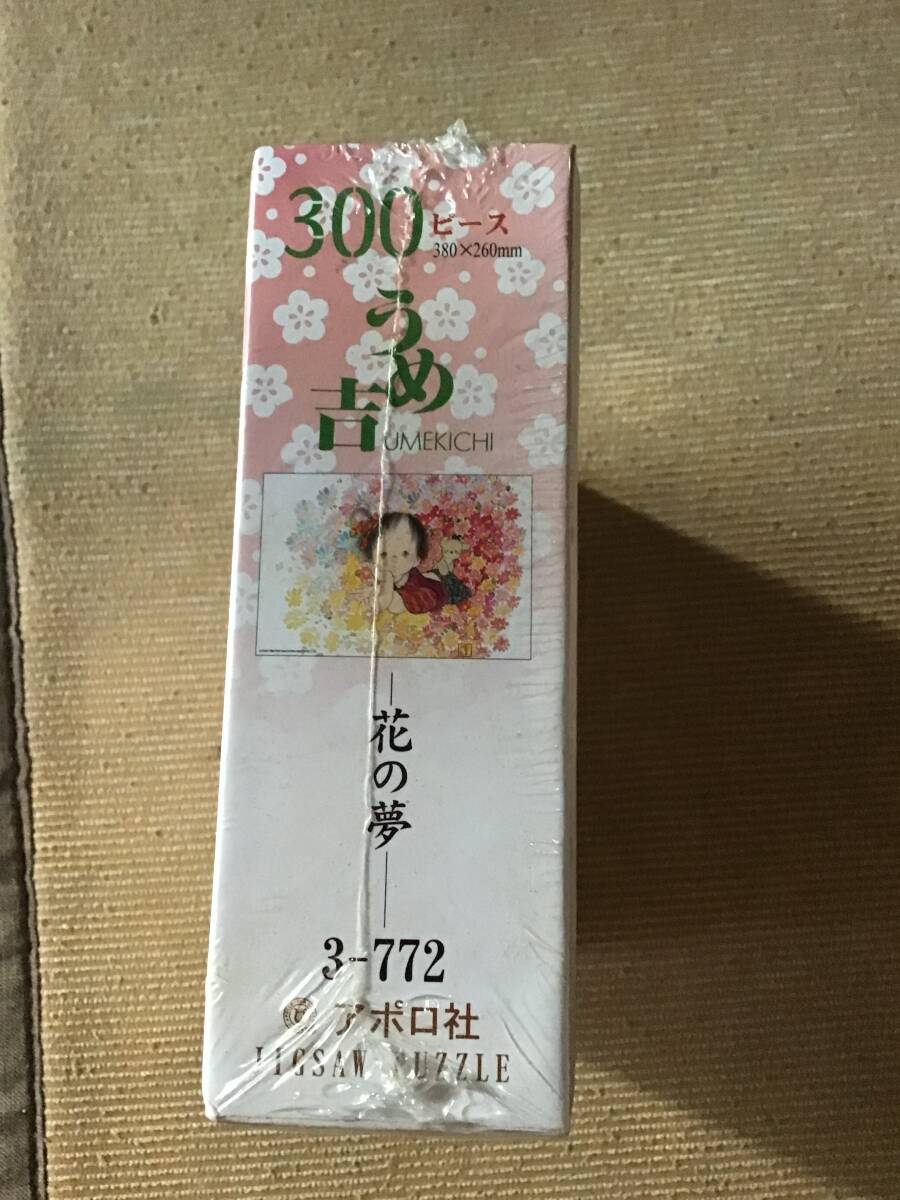 300ピース
380×260mm
うめ吉
UMEKICHI
花の夢
3-772
アポロ社
JIGSAW PUZZLE